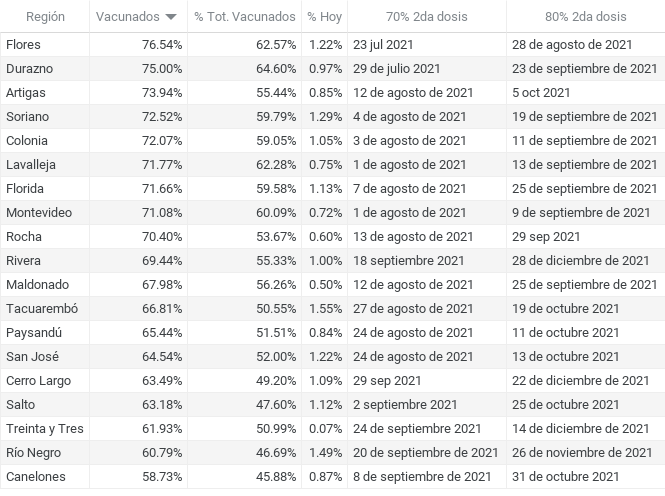 Región Vacunados % Tot. Vacunados % Hoy 70% 2da dosis 80% 2da dosis
Flores 76.54% 62.57% 1.22% 23 jul 2021 28 de agosto de 2021
Durazno 75.00% 64.60% 0.97% 29 de julio 2021 23 de septiembre de 2021
Artigas 73.94% 55.44% 0.85% 12 de agosto de 2021 5 oct 2021
Soriano 72.52% 59.79% 1.29% 4 de agosto de 2021 19 de septiembre de 2021
Colonia 72.07% 59.05% 1.05% 3 de agosto de 2021 11 de septiembre de 2021
Lavalleja 71.77% 62.28% 0.75% 1 de agosto de 2021 13 de septiembre de 2021
Florida 71.66% 59.58% 1.13% 7 de agosto de 2021 25 de septiembre de 2021
Montevideo 71.08% 60.09% 0.72% 1 de agosto de 2021 9 de septiembre de 2021
Rocha 70.40% 53.67% 0.60% 13 de agosto de 2021 29 sep 2021
Rivera 69.44% 55.33% 1.00% 18 septiembre 2021 28 de diciembre de 2021
Maldonado 67.98% 56.26% 0.50% 12 de agosto de 2021 25 de septiembre de 2021
Tacuarembó 66.81% 50.55% 1.55% 27 de agosto de 2021 19 de octubre 2021
Paysandú 65.44% 51.51% 0.84% 24 de agosto de 2021 11 de octubre 2021
San José 64.54% 52.00% 1.22% 24 de agosto de 2021 13 de octubre 2021
Cerro Largo 63.49% 49.20% 1.09% 29 sep 2021 22 de diciembre de 2021
Salto 63.18% 47.60% 1.12% 2 septiembre 2021 25 de octubre 2021
Treinta y Tres 61.93% 50.99% 0.07% 24 de septiembre 2021 14 de diciembre 2021
Río Negro 60.79% 46.69% 1.49% 20 de septiembre de 2021 26 de noviembre de 2021
Canelones 58.73% 45.88% 0.87% 8 de septiembre de 2021 31 de octubre 2021